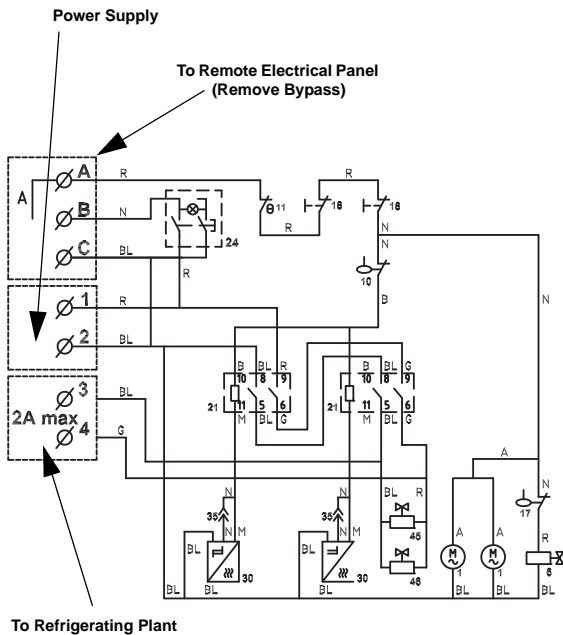 Power Supply
To Remote Electrical Panel
(Remove Bypass)
A A R R
B N 11 R 16 16
C BL 24 N
R N
10 N
1 R B
2 BL
B BL R B BL G
10 8 9 10 8 9
3 BL
21 11 5 6 21 11 5 6
2A max M BL G M BL G
4 G A
N N BL R N
35 35 17
N M N M 45 A A R
BL BL M M
30 30 46 1 1 6
BL BL BL BL BL BL BL
To Refrigerating Plant